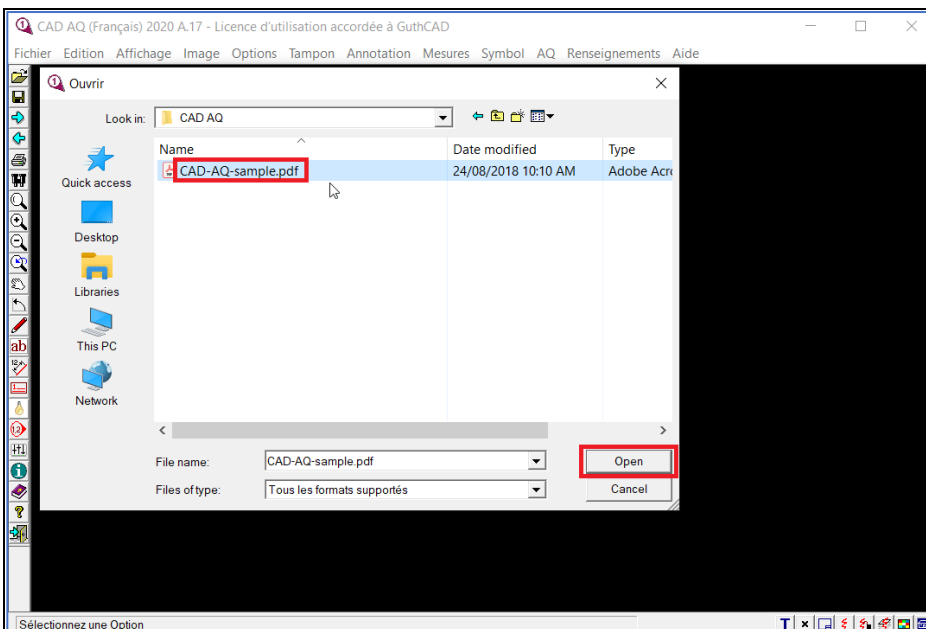 CAD AQ (Français) 2020 A.17 - Licence d'utilisation accordée à GuthCAD
Fichier Edition Affichage Image Options Tampon Annotation Mesures Symbol AQ Renseignements Aide
Ouvrir
Look in: CAD AQ
Name Date modified Type
CAD-AQ-sample.pdf 24/08/2018 10:10 AM Adobe Acro
Quick access
Desktop
Libraries
This PC
Network
File name: CAD-AQ-sample.pdf Open
Files of type: Tous les formats supportés Cancel
Sélectionnez une Option